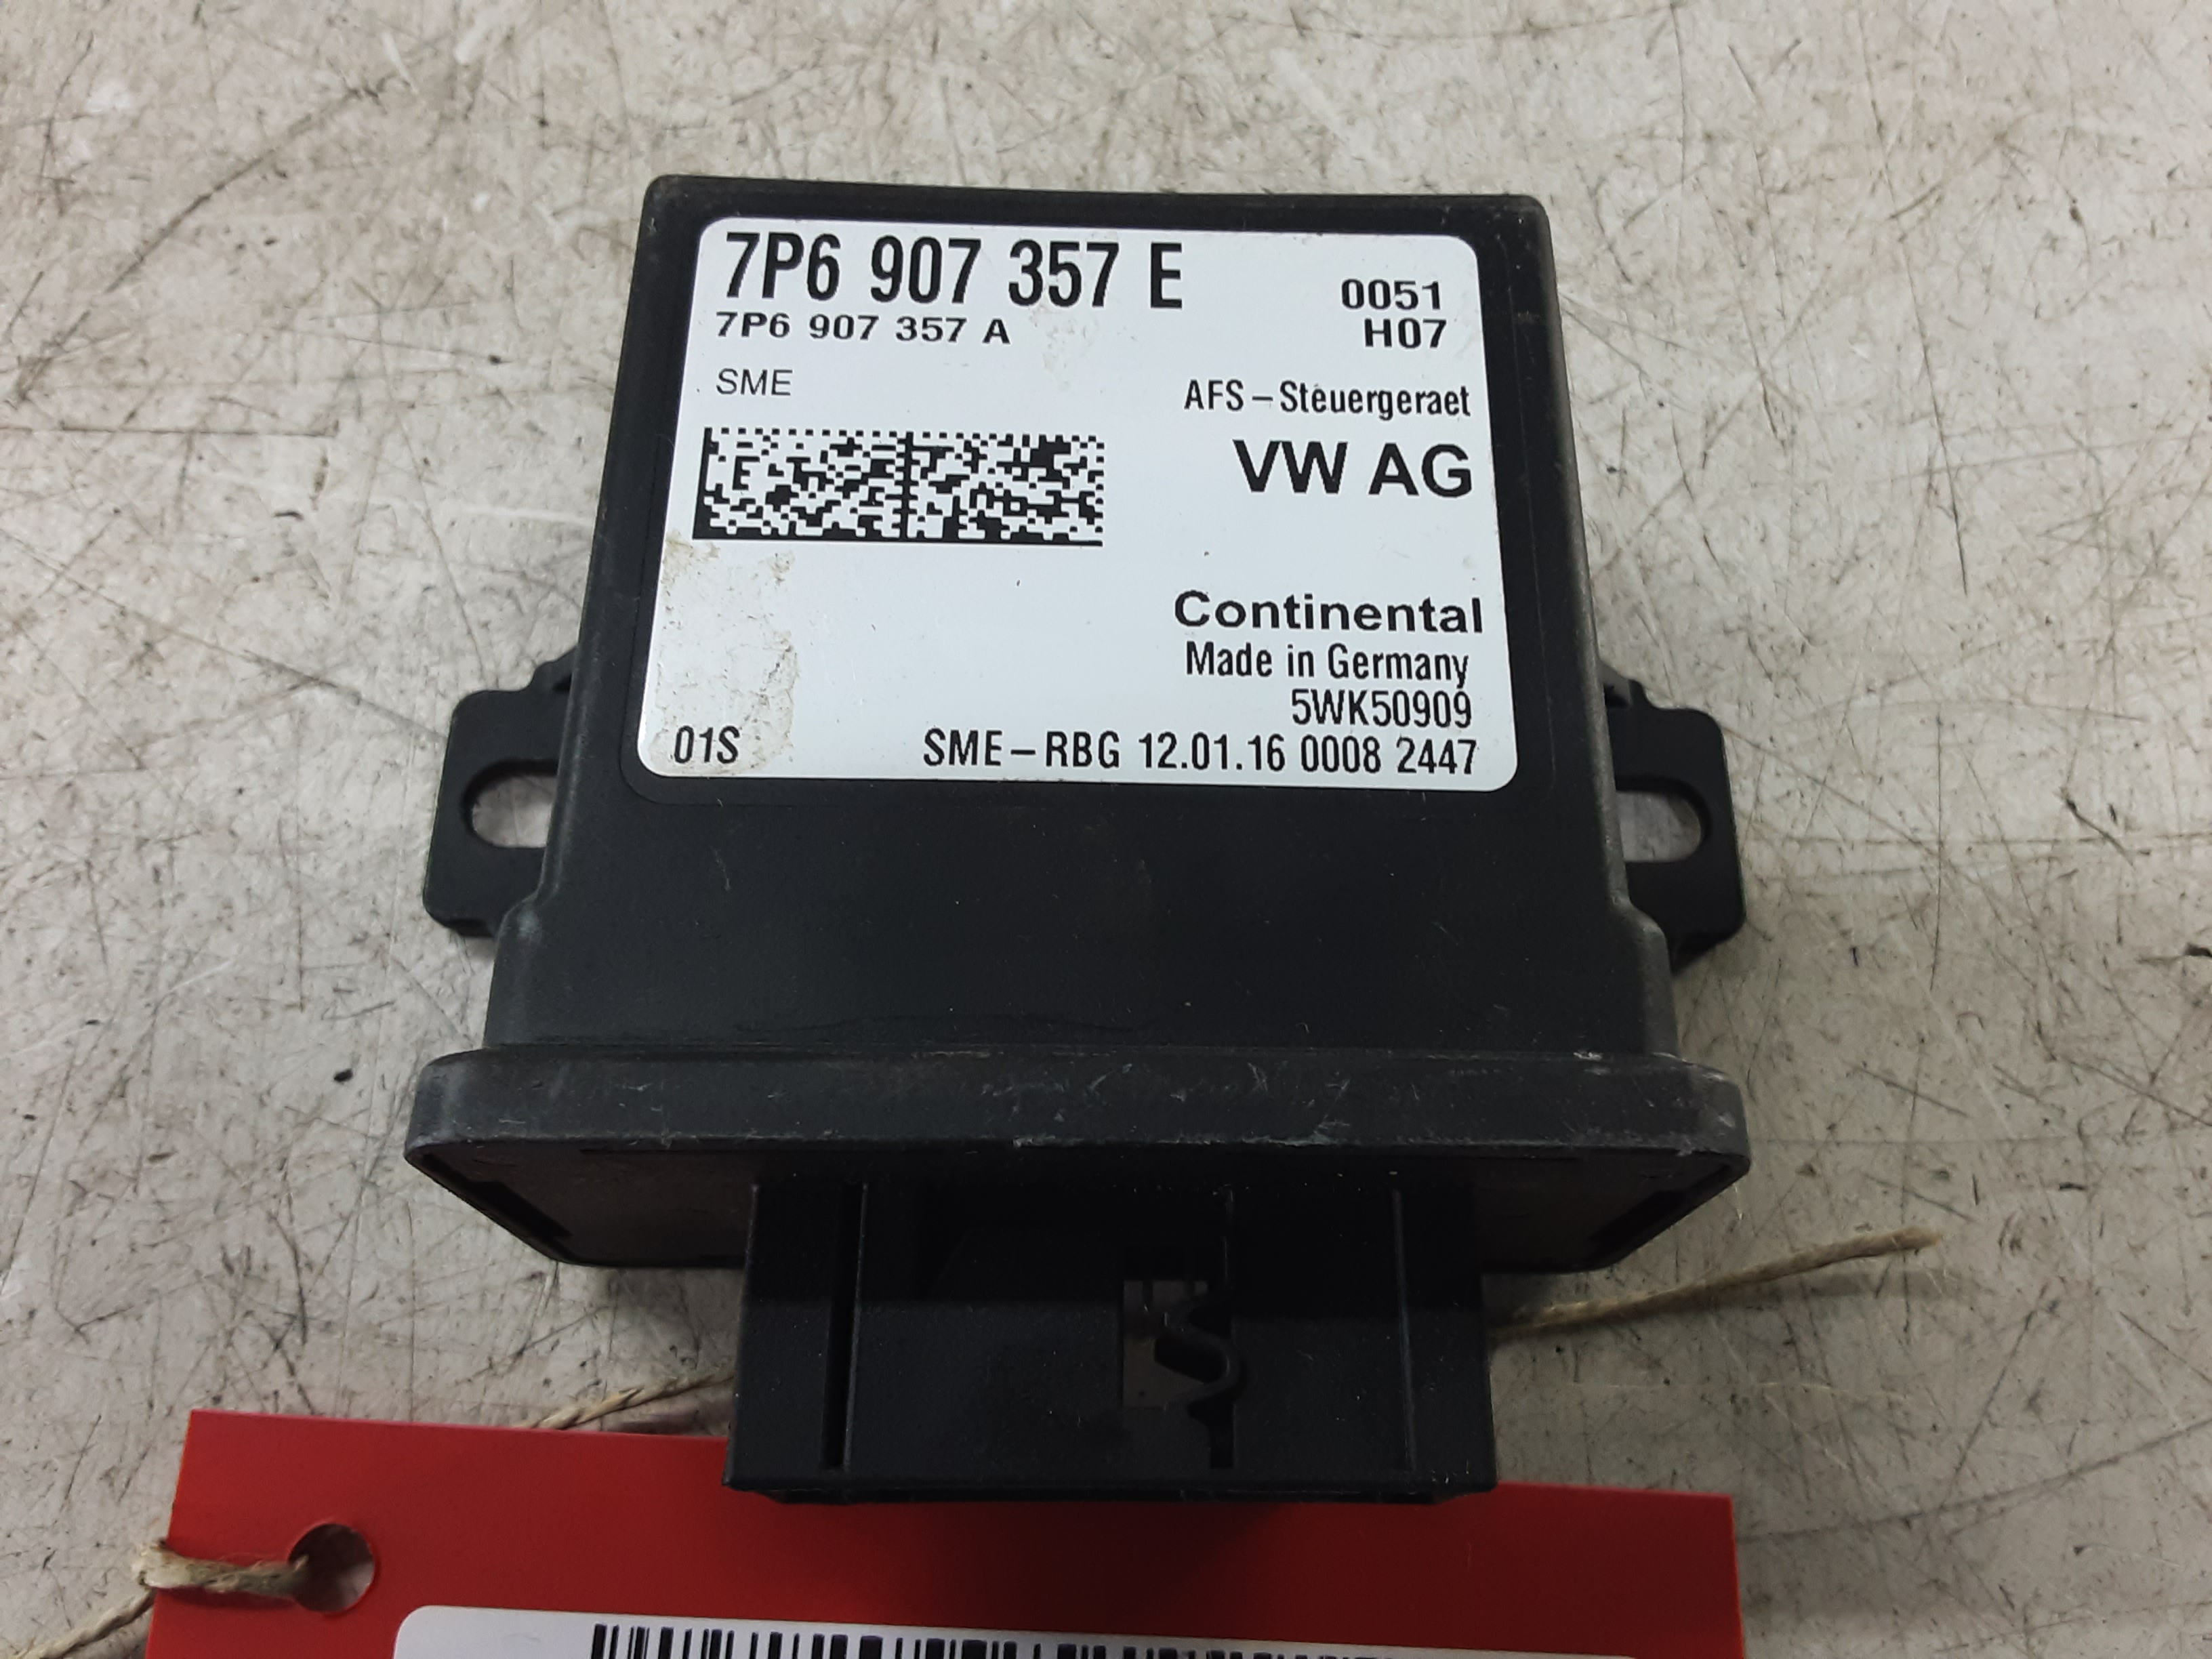 7P6 907 357 E
7P6 907 357 A
0051
H07
SME
AFS-Steuergeraet
VW AG
Continental
Made in Germany
5WK50909
01S
SME-RBG 12.01.16 0008 2447